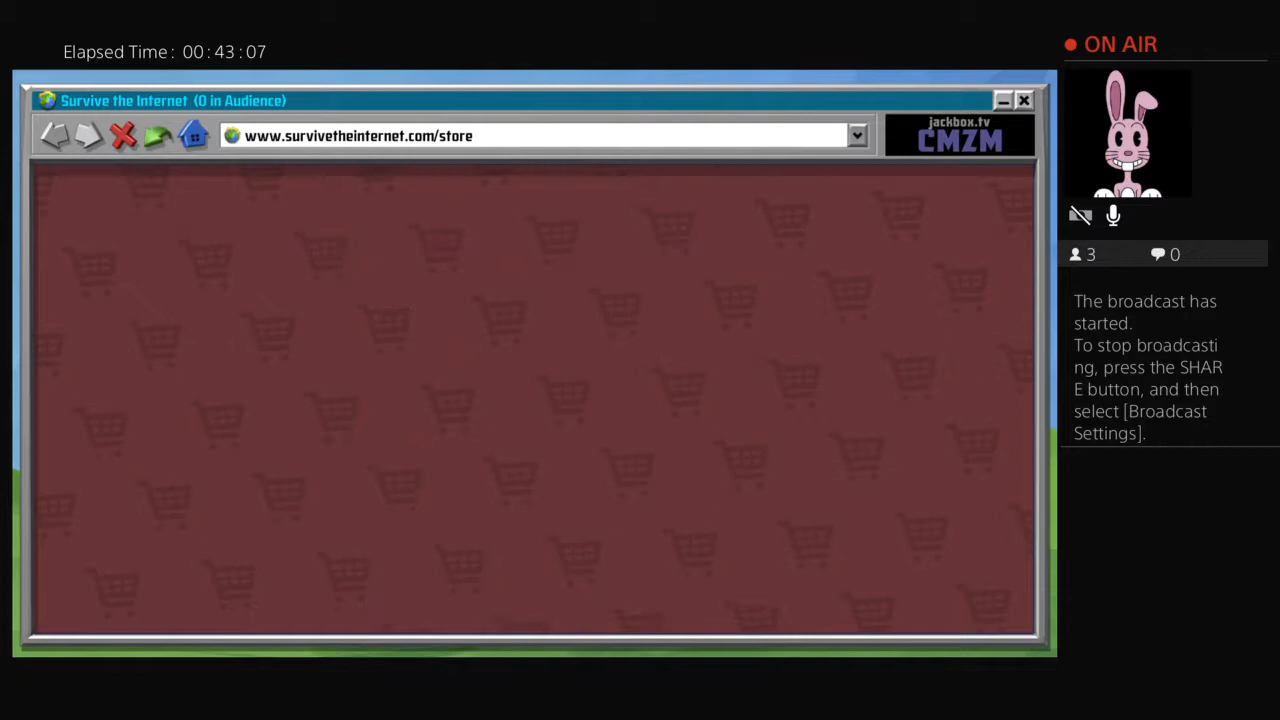 Elapsed Time: 00:43:07
ON AIR
Survive the Internet (0 in Audience)
www.survivetheinternet.com/store
jackbox.tv
CMZM
3
0
The broadcast has
started.
To stop broadcasti
ng, press the SHAR
E button, and then
select [Broadcast
Settings].